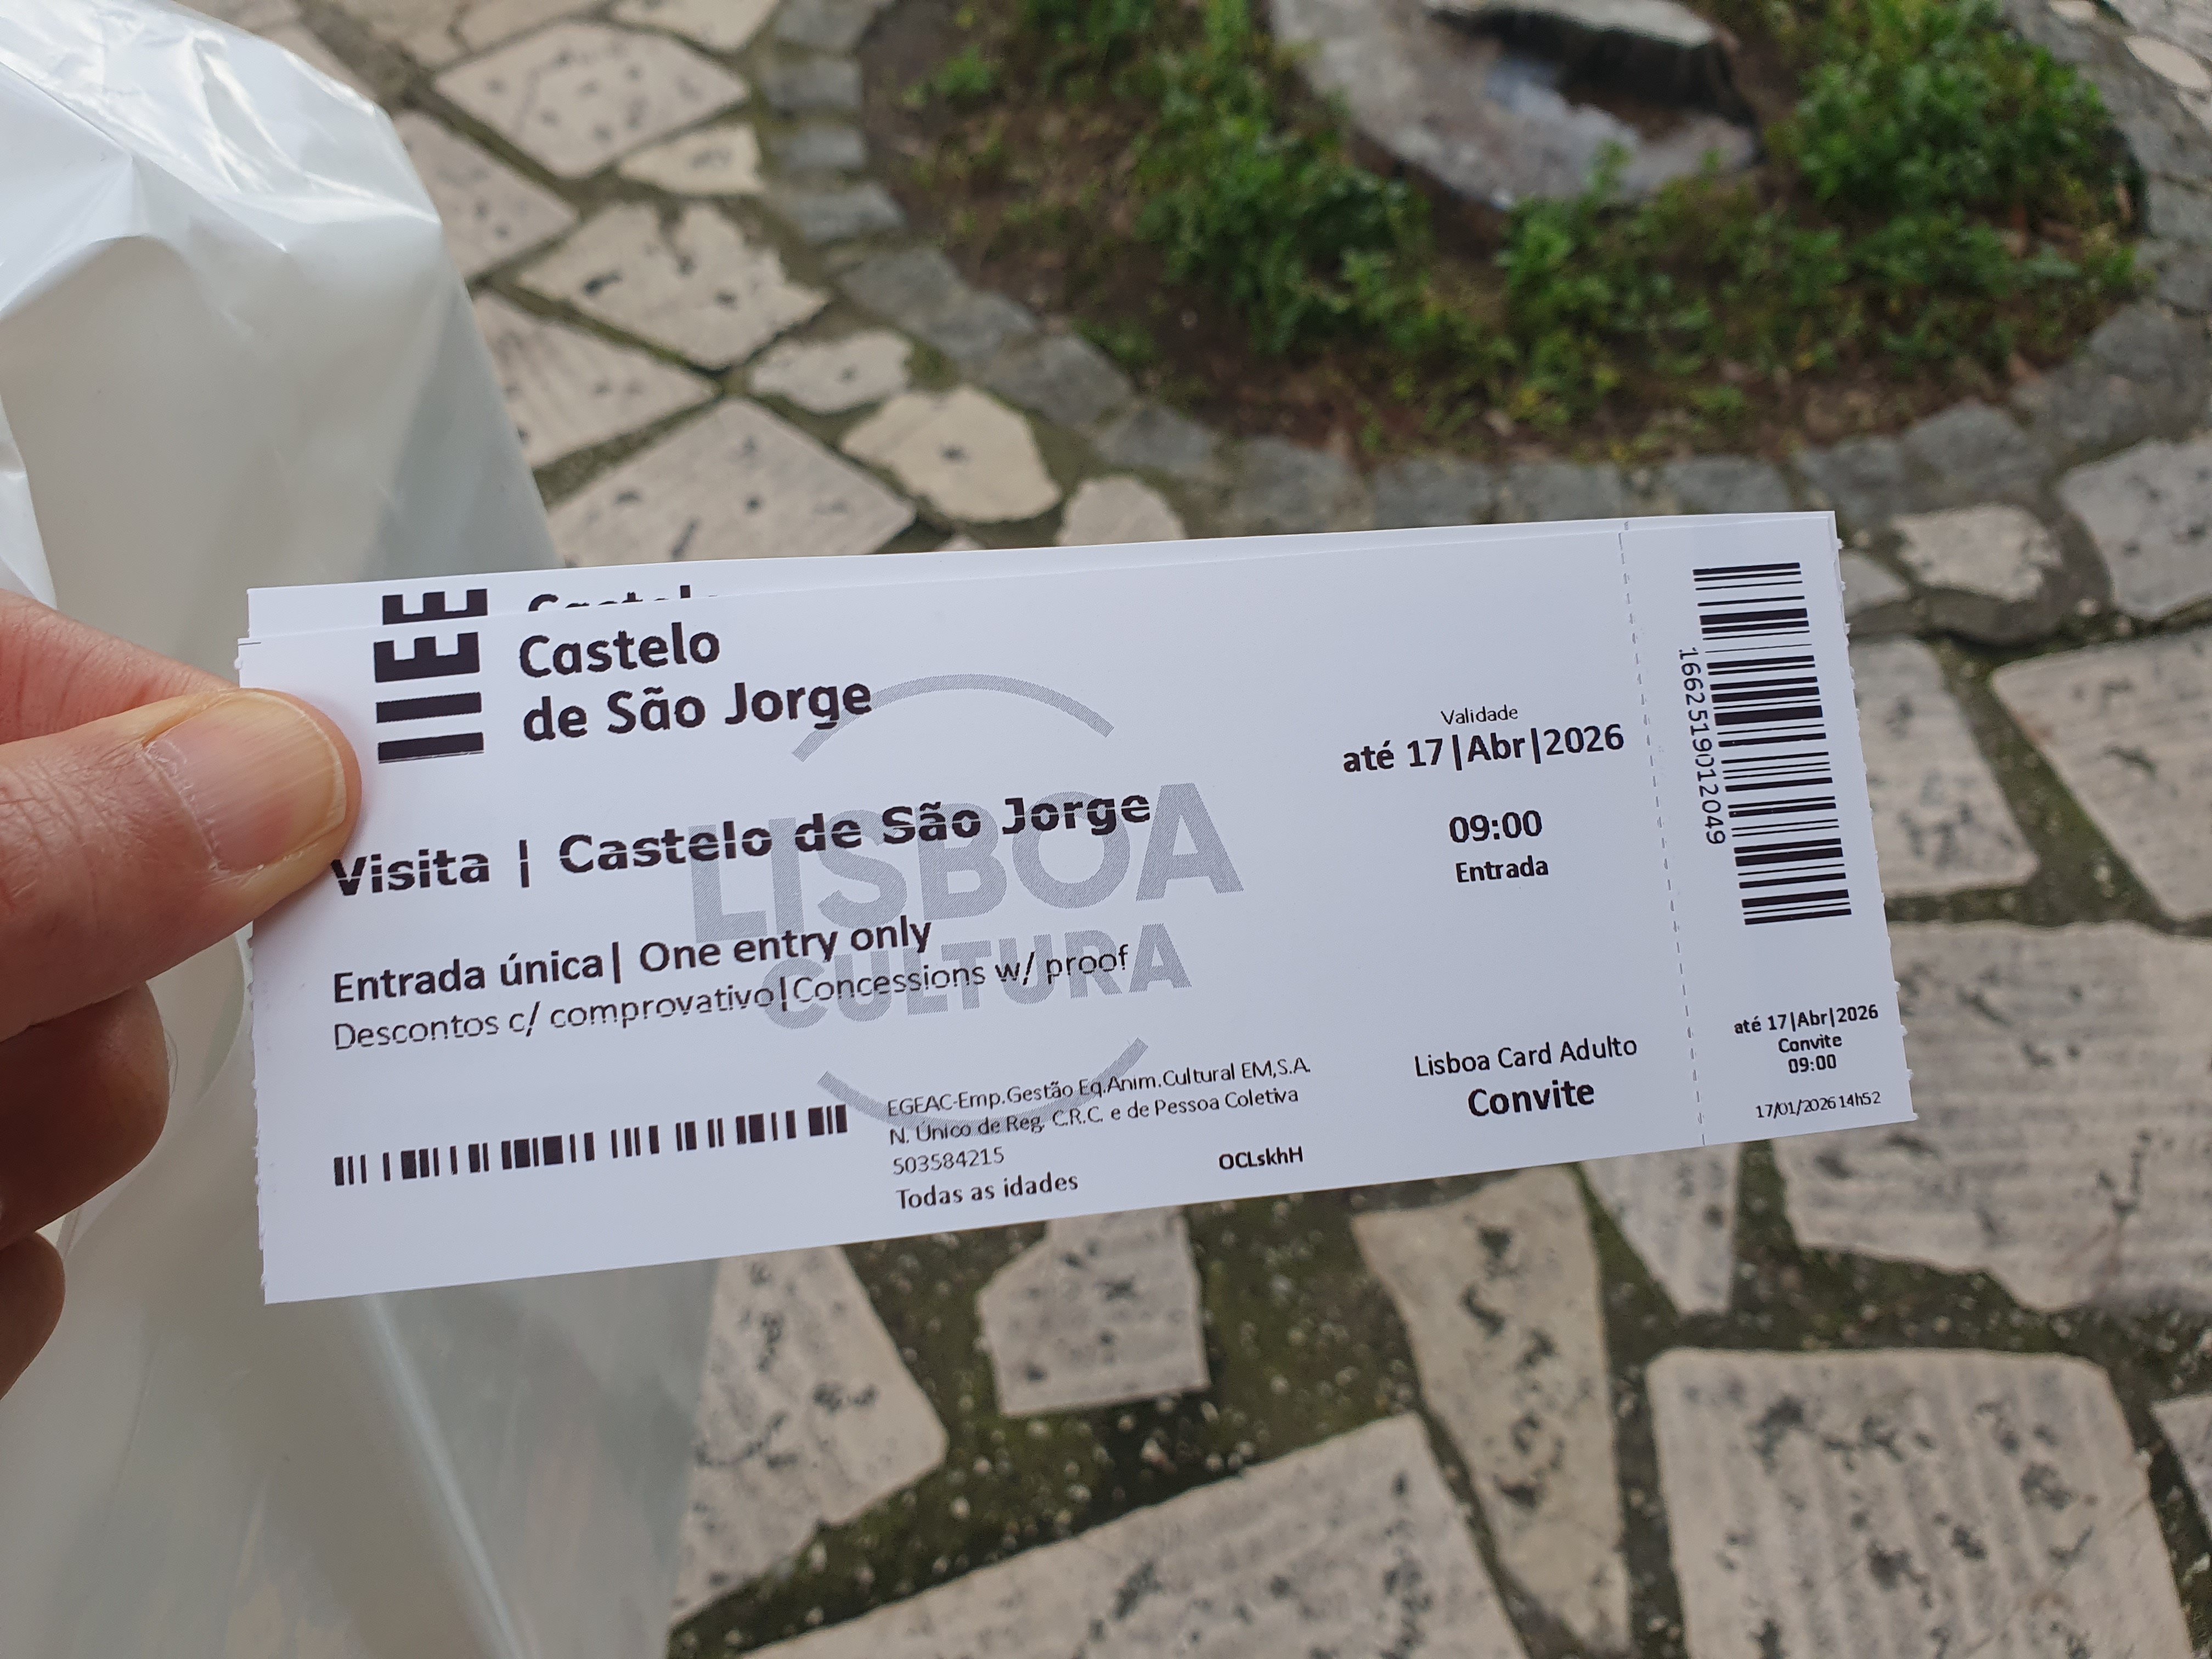 Castelo
de São Jorge
Visita | Castelo de São Jorge
LISBOA
CULTURA
Entrada única| One entry only
Descontos c/ comprovativo|Concessions w/ proof
EGEAC-Emp.Gestão Eq.Anim.Cultural EM,S.A.
N. Único de Reg. C.R.C. e de Pessoa Coletiva
503584215
Todas as idades
OCLskhH
Validade
até 17|Abr|2026
09:00
Entrada
Lisboa Card Adulto
Convite
1662519012049
até 17|Abr|2026
Convite
09:00
17/01/2026 14h52